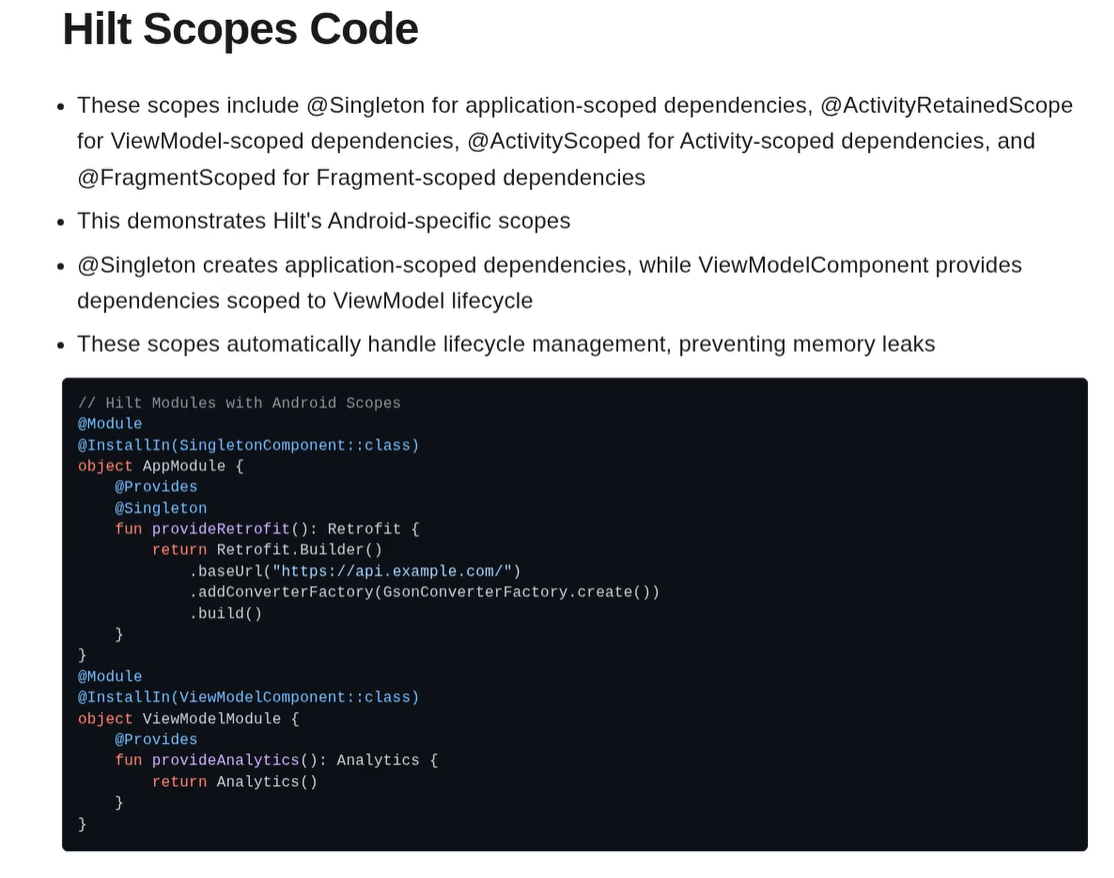 Hilt Scopes Code
• These scopes include @Singleton for application-scoped dependencies, @ActivityRetainedScope
for ViewModel-scoped dependencies, @ActivityScoped for Activity-scoped dependencies, and
@FragmentScoped for Fragment-scoped dependencies
• This demonstrates Hilt's Android-specific scopes
• @Singleton creates application-scoped dependencies, while ViewModelComponent provides
dependencies scoped to ViewModel lifecycle
• These scopes automatically handle lifecycle management, preventing memory leaks
// Hilt Modules with Android Scopes
@Module
@InstallIn(SingletonComponent::class)
object AppModule {
    @Provides
    @Singleton
    fun provideRetrofit(): Retrofit {
        return Retrofit.Builder()
            .baseUrl("https://api.example.com/")
            .addConverterFactory(GsonConverterFactory.create())
            .build()
    }
}
@Module
@InstallIn(ViewModelComponent::class)
object ViewModelModule {
    @Provides
    fun provideAnalytics(): Analytics {
        return Analytics()
    }
}